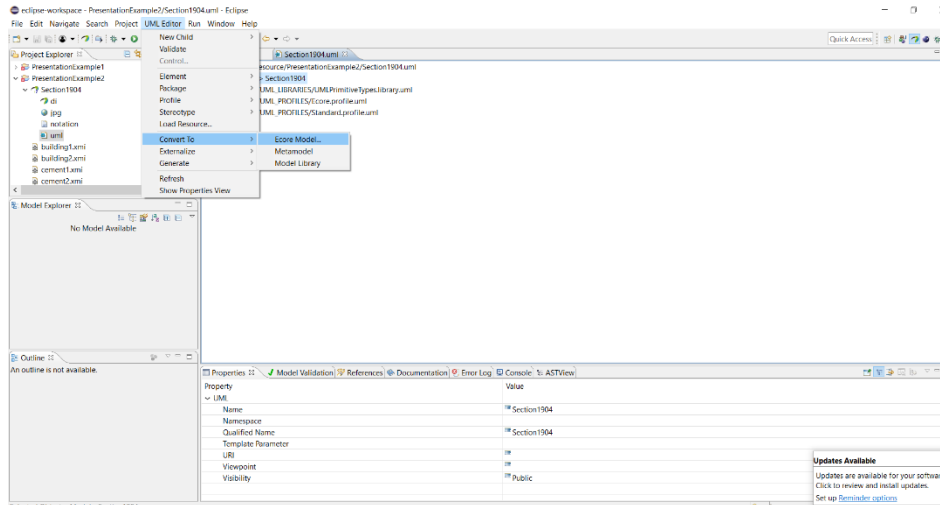 eclipse-workspace - PresentationExample2/Section1904.uml - Eclipse
File Edit Navigate Search Project UML Editor Run Window Help
Quick Access
Project Explorer
PresentationExample1
PresentationExample2
Section1904
di
jpg
notation
uml
building1.xmi
building2.xmi
cement1.xmi
cement2.xmi
New Child
Validate
Control...
Element
Package
Profile
Stereotype
Load Resource...
Convert To
Externalize
Generate
Refresh
Show Properties View
Ecore Model...
Metamodel
Model Library
Section1904.uml
esource/PresentationExample2/Section1904.uml
Section1904
UML_LIBRARIES/UMLPrimitiveTypes.library.uml
UML_PROFILES/Ecore.profile.uml
UML_PROFILES/Standard.profile.uml
Model Explorer
No Model Available
Outline
An outline is not available.
Properties Model Validation References Documentation Error Log Console ASTView
Property Value
UML
Name Section1904
Namespace
Qualified Name Section1904
Template Parameter
URI
Viewpoint
Visibility Public
Updates Available
Updates are available for your softwar
Click to review and install updates.
Set up Reminder options